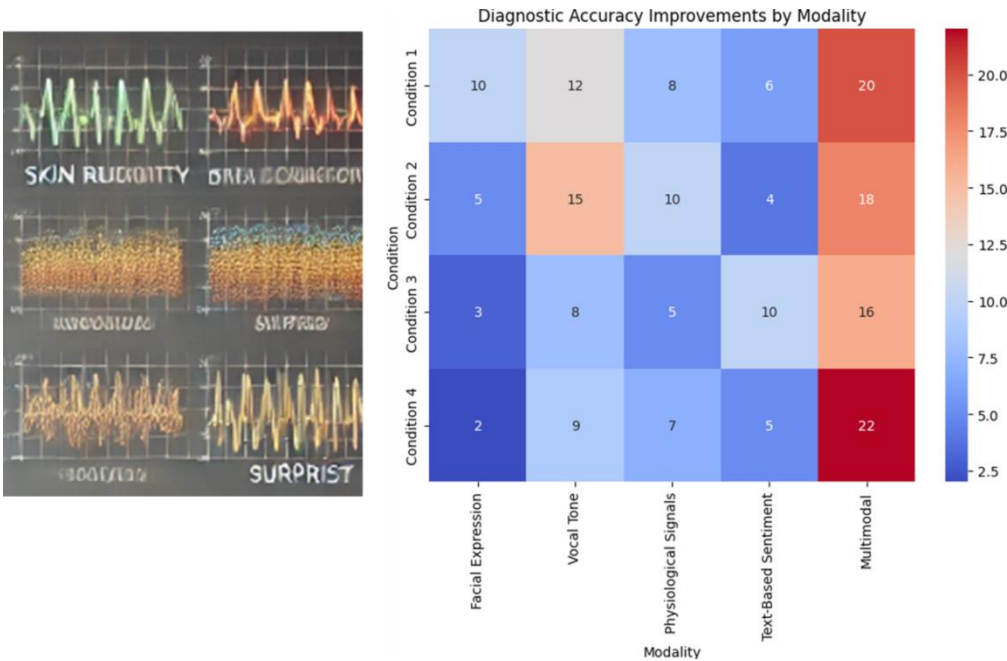 SKIN
SURPRIST
Diagnostic Accuracy Improvements by Modality
Condition
Condition 1
10 12 8 6 20
Condition 2
5 15 10 4 18
Condition 3
3 8 5 10 16
Condition 4
2 9 7 5 22
Facial Expression
Vocal Tone
Physiological Signals
Text-Based Sentiment
Multimodal
Modality
20.0
17.5
15.0
12.5
10.0
7.5
5.0
2.5